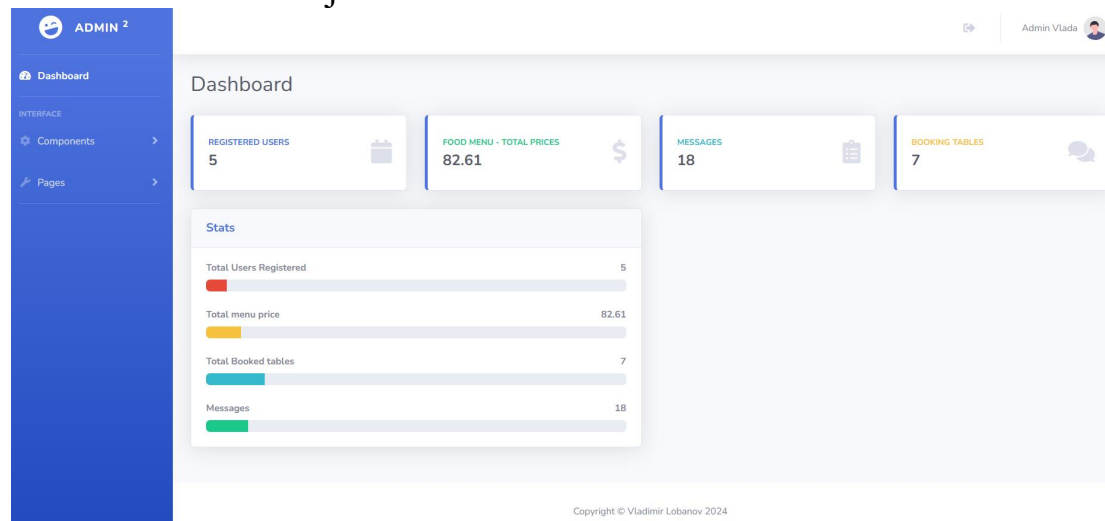 ADMIN 2
Admin Vlada
Dashboard
INTERFACE
Components
Pages
Dashboard
REGISTERED USERS
5
FOOD MENU - TOTAL PRICES
82.61
MESSAGES
18
BOOKING TABLES
7
Stats
Total Users Registered 5
Total menu price 82.61
Total Booked tables 7
Messages 18
Copyright © Vladimir Lobanov 2024